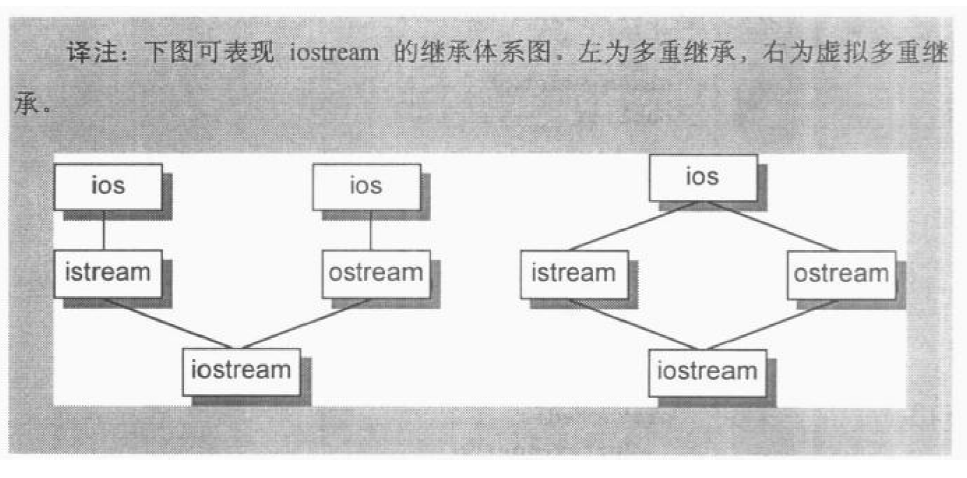 译注：下图可表现 iostream 的继承体系图。左为多重继承，右为虚拟多重继
承。
ios ios ios
istream ostream istream ostream
iostream iostream